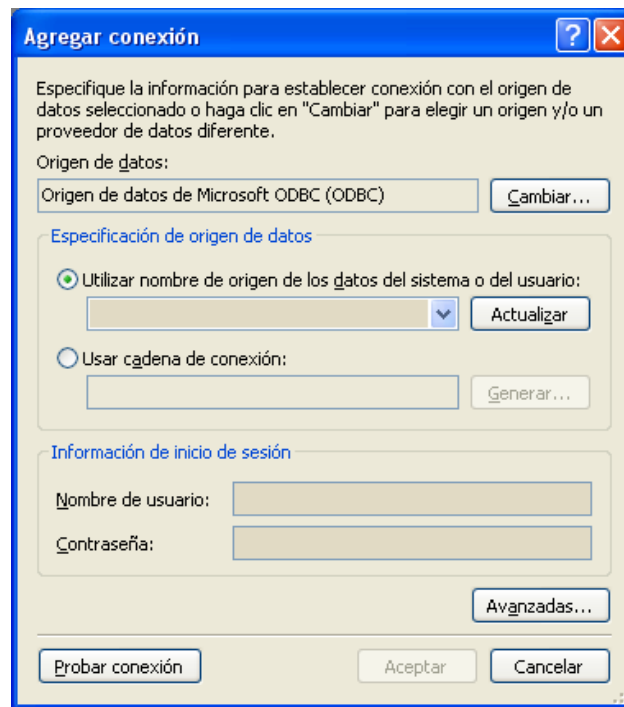 Agregar conexión
Especifique la información para establecer conexión con el origen de
datos seleccionado o haga clic en "Cambiar" para elegir un origen y/o un
proveedor de datos diferente.
Origen de datos:
Origen de datos de Microsoft ODBC (ODBC)
Cambiar...
Especificación de origen de datos
Utilizar nombre de origen de los datos del sistema o del usuario:
Actualizar
Usar cadena de conexión:
Generar...
Información de inicio de sesión
Nombre de usuario:
Contraseña:
Avanzadas...
Probar conexión
Aceptar
Cancelar